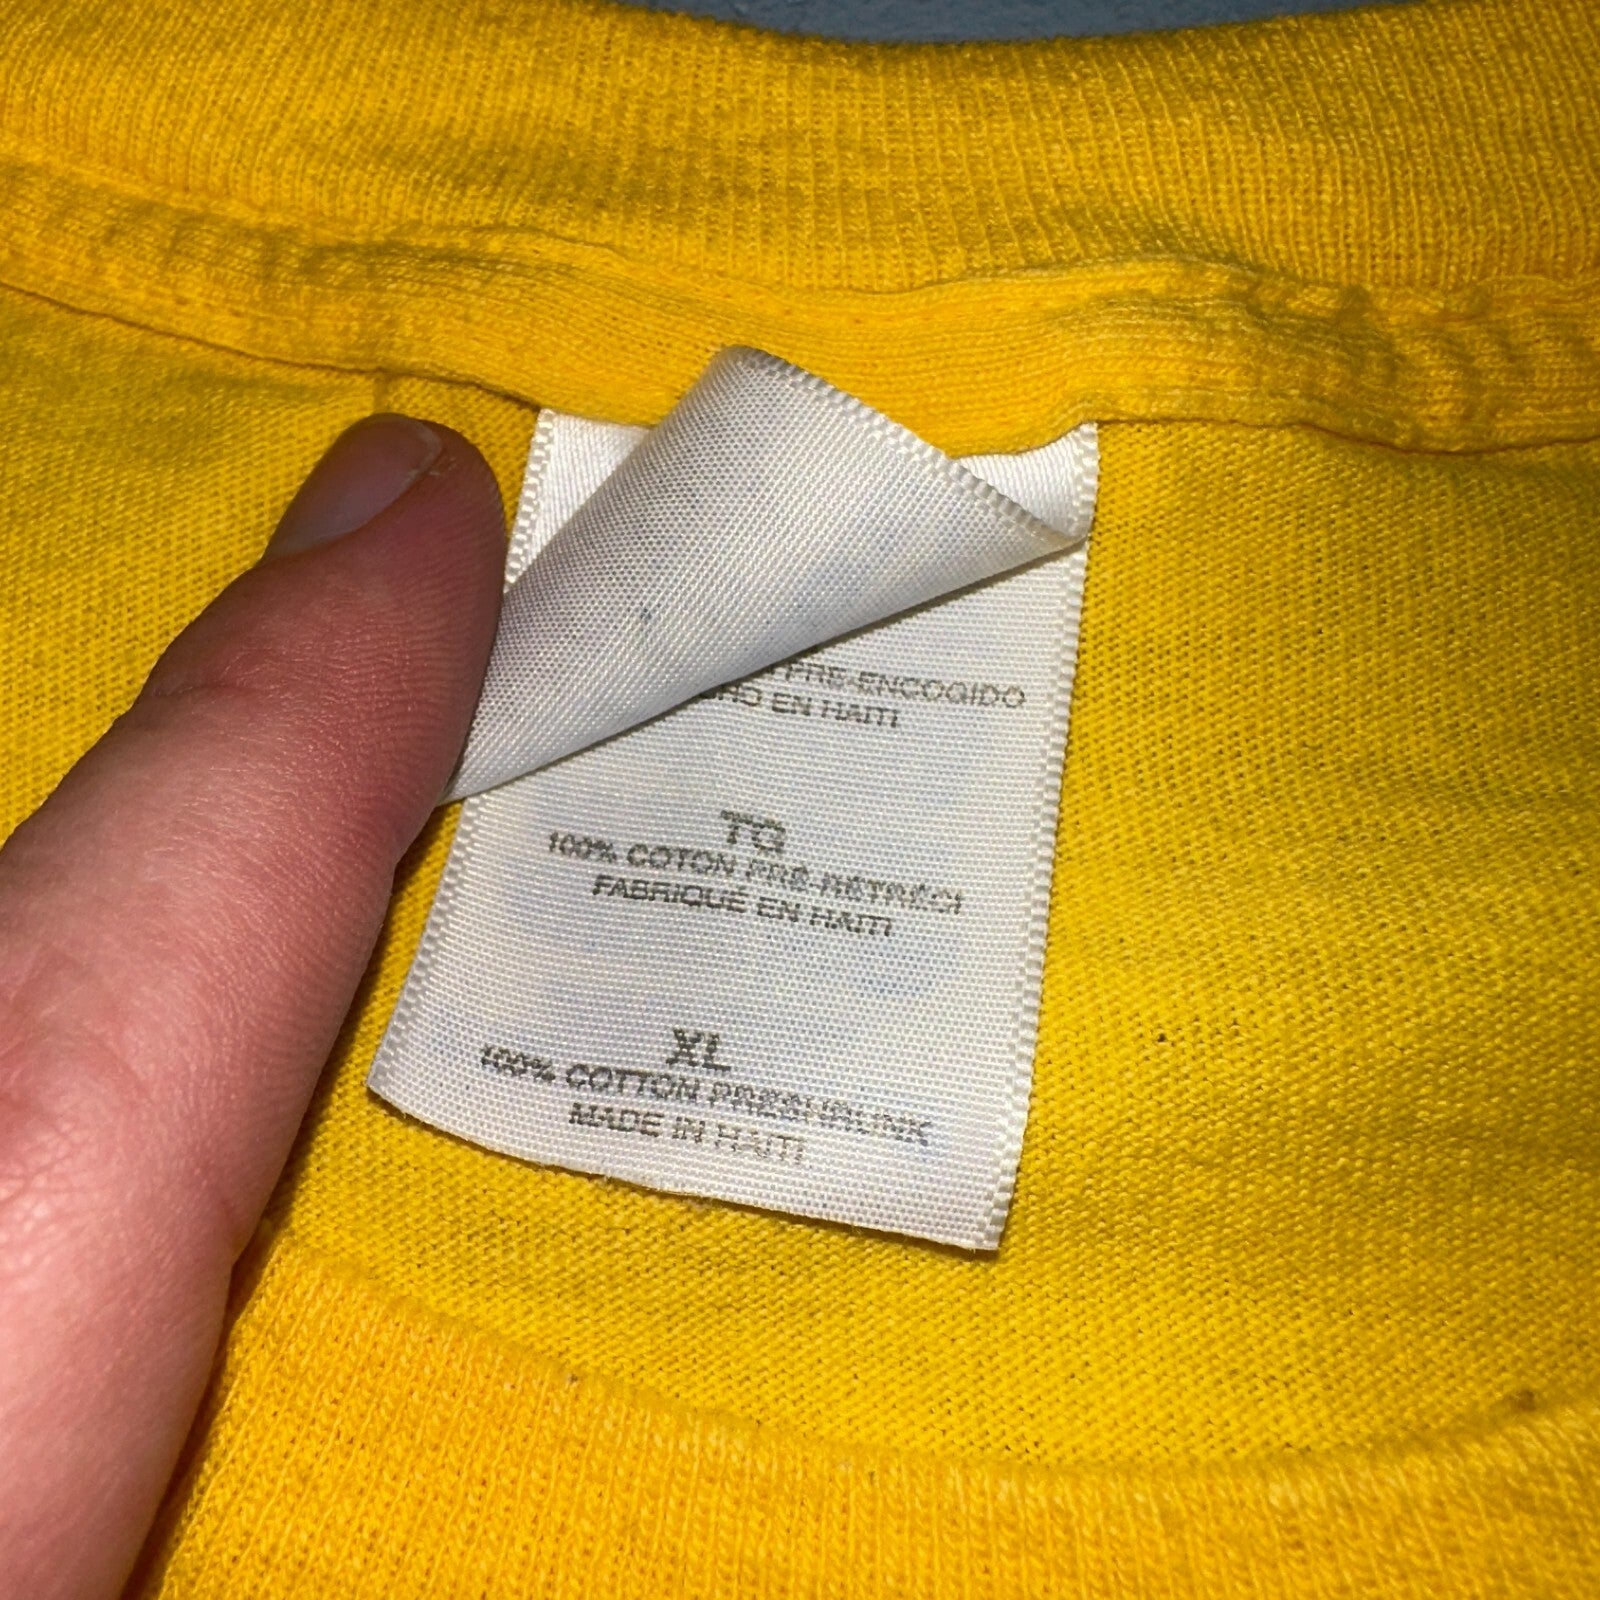 PRE-ENCOGIDO
EN HAITI
TG
100% COTON PRÉ-RÉTRÉCI
FABRIQUÉ EN HAITI
XL
100% COTTON PRESHRUNK
MADE IN HAITI